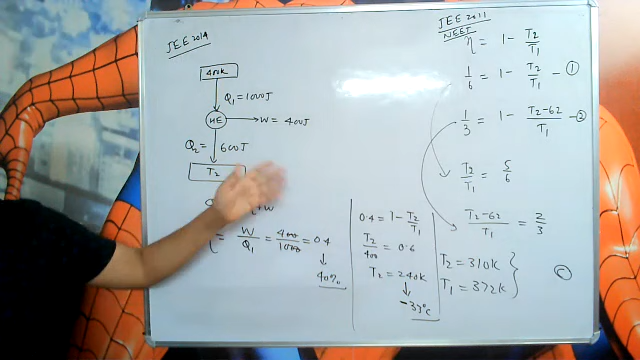 JEE 2014
400K
Q₁ = 1000J
HE
W = 400J
Q₂ = 600J
T₂
+ W
= W/Q₁ = 400/1000 = 0.4
↓
40%
0.4 = 1 - T₂/T₁
T₂/400 = 0.6
T₂ = 240K
↓
-33°C
JEE 2011
NEET
η = 1 - T₂/T₁
1/6 = 1 - T₂/T₁ - ①
1/3 = 1 - T₂-62/T₁ - ②
T₂/T₁ = 5/6
T₂-62/T₁ = 2/3
T₂ = 310K
T₁ = 372K